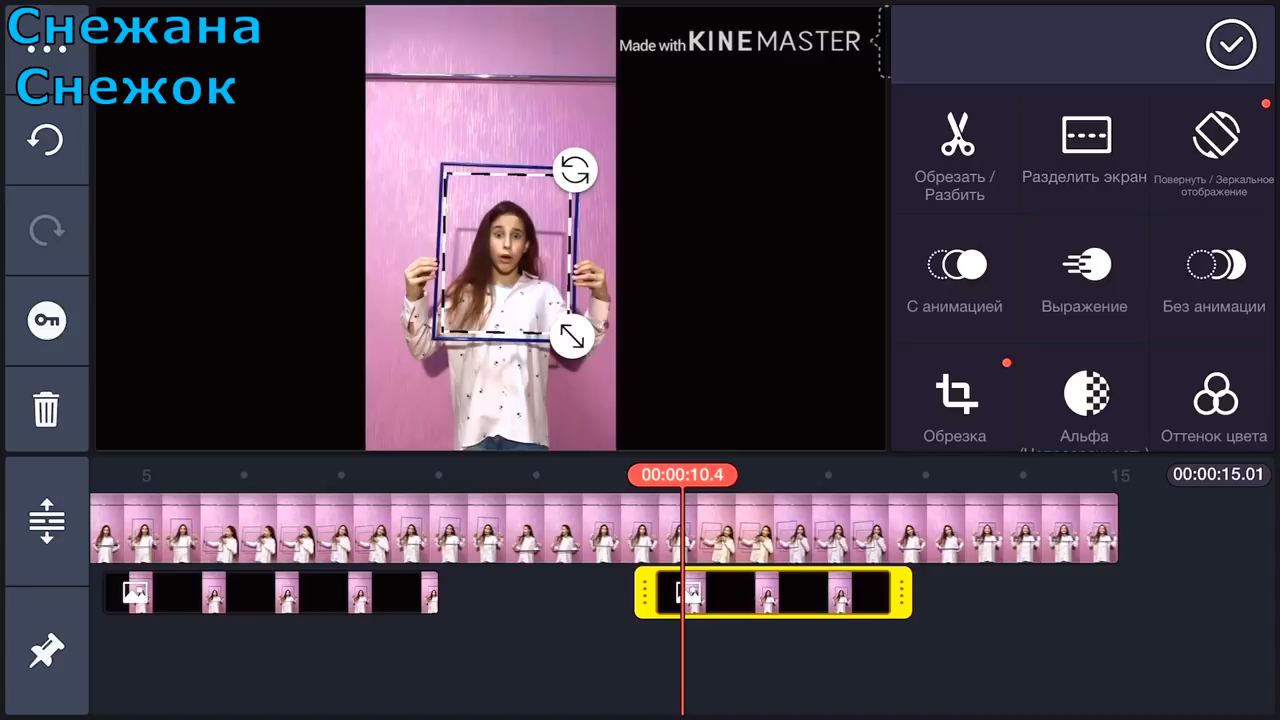 Снежана
Снежок
Made with KINEMASTER
Обрезать /
Разбить
Разделить экран
Повернуть / Зеркальное
отображение
С анимацией
Выражение
Без анимации
Обрезка
Альфа
Оттенок цвета
5
00:00:10.4
15
00:00:15.01